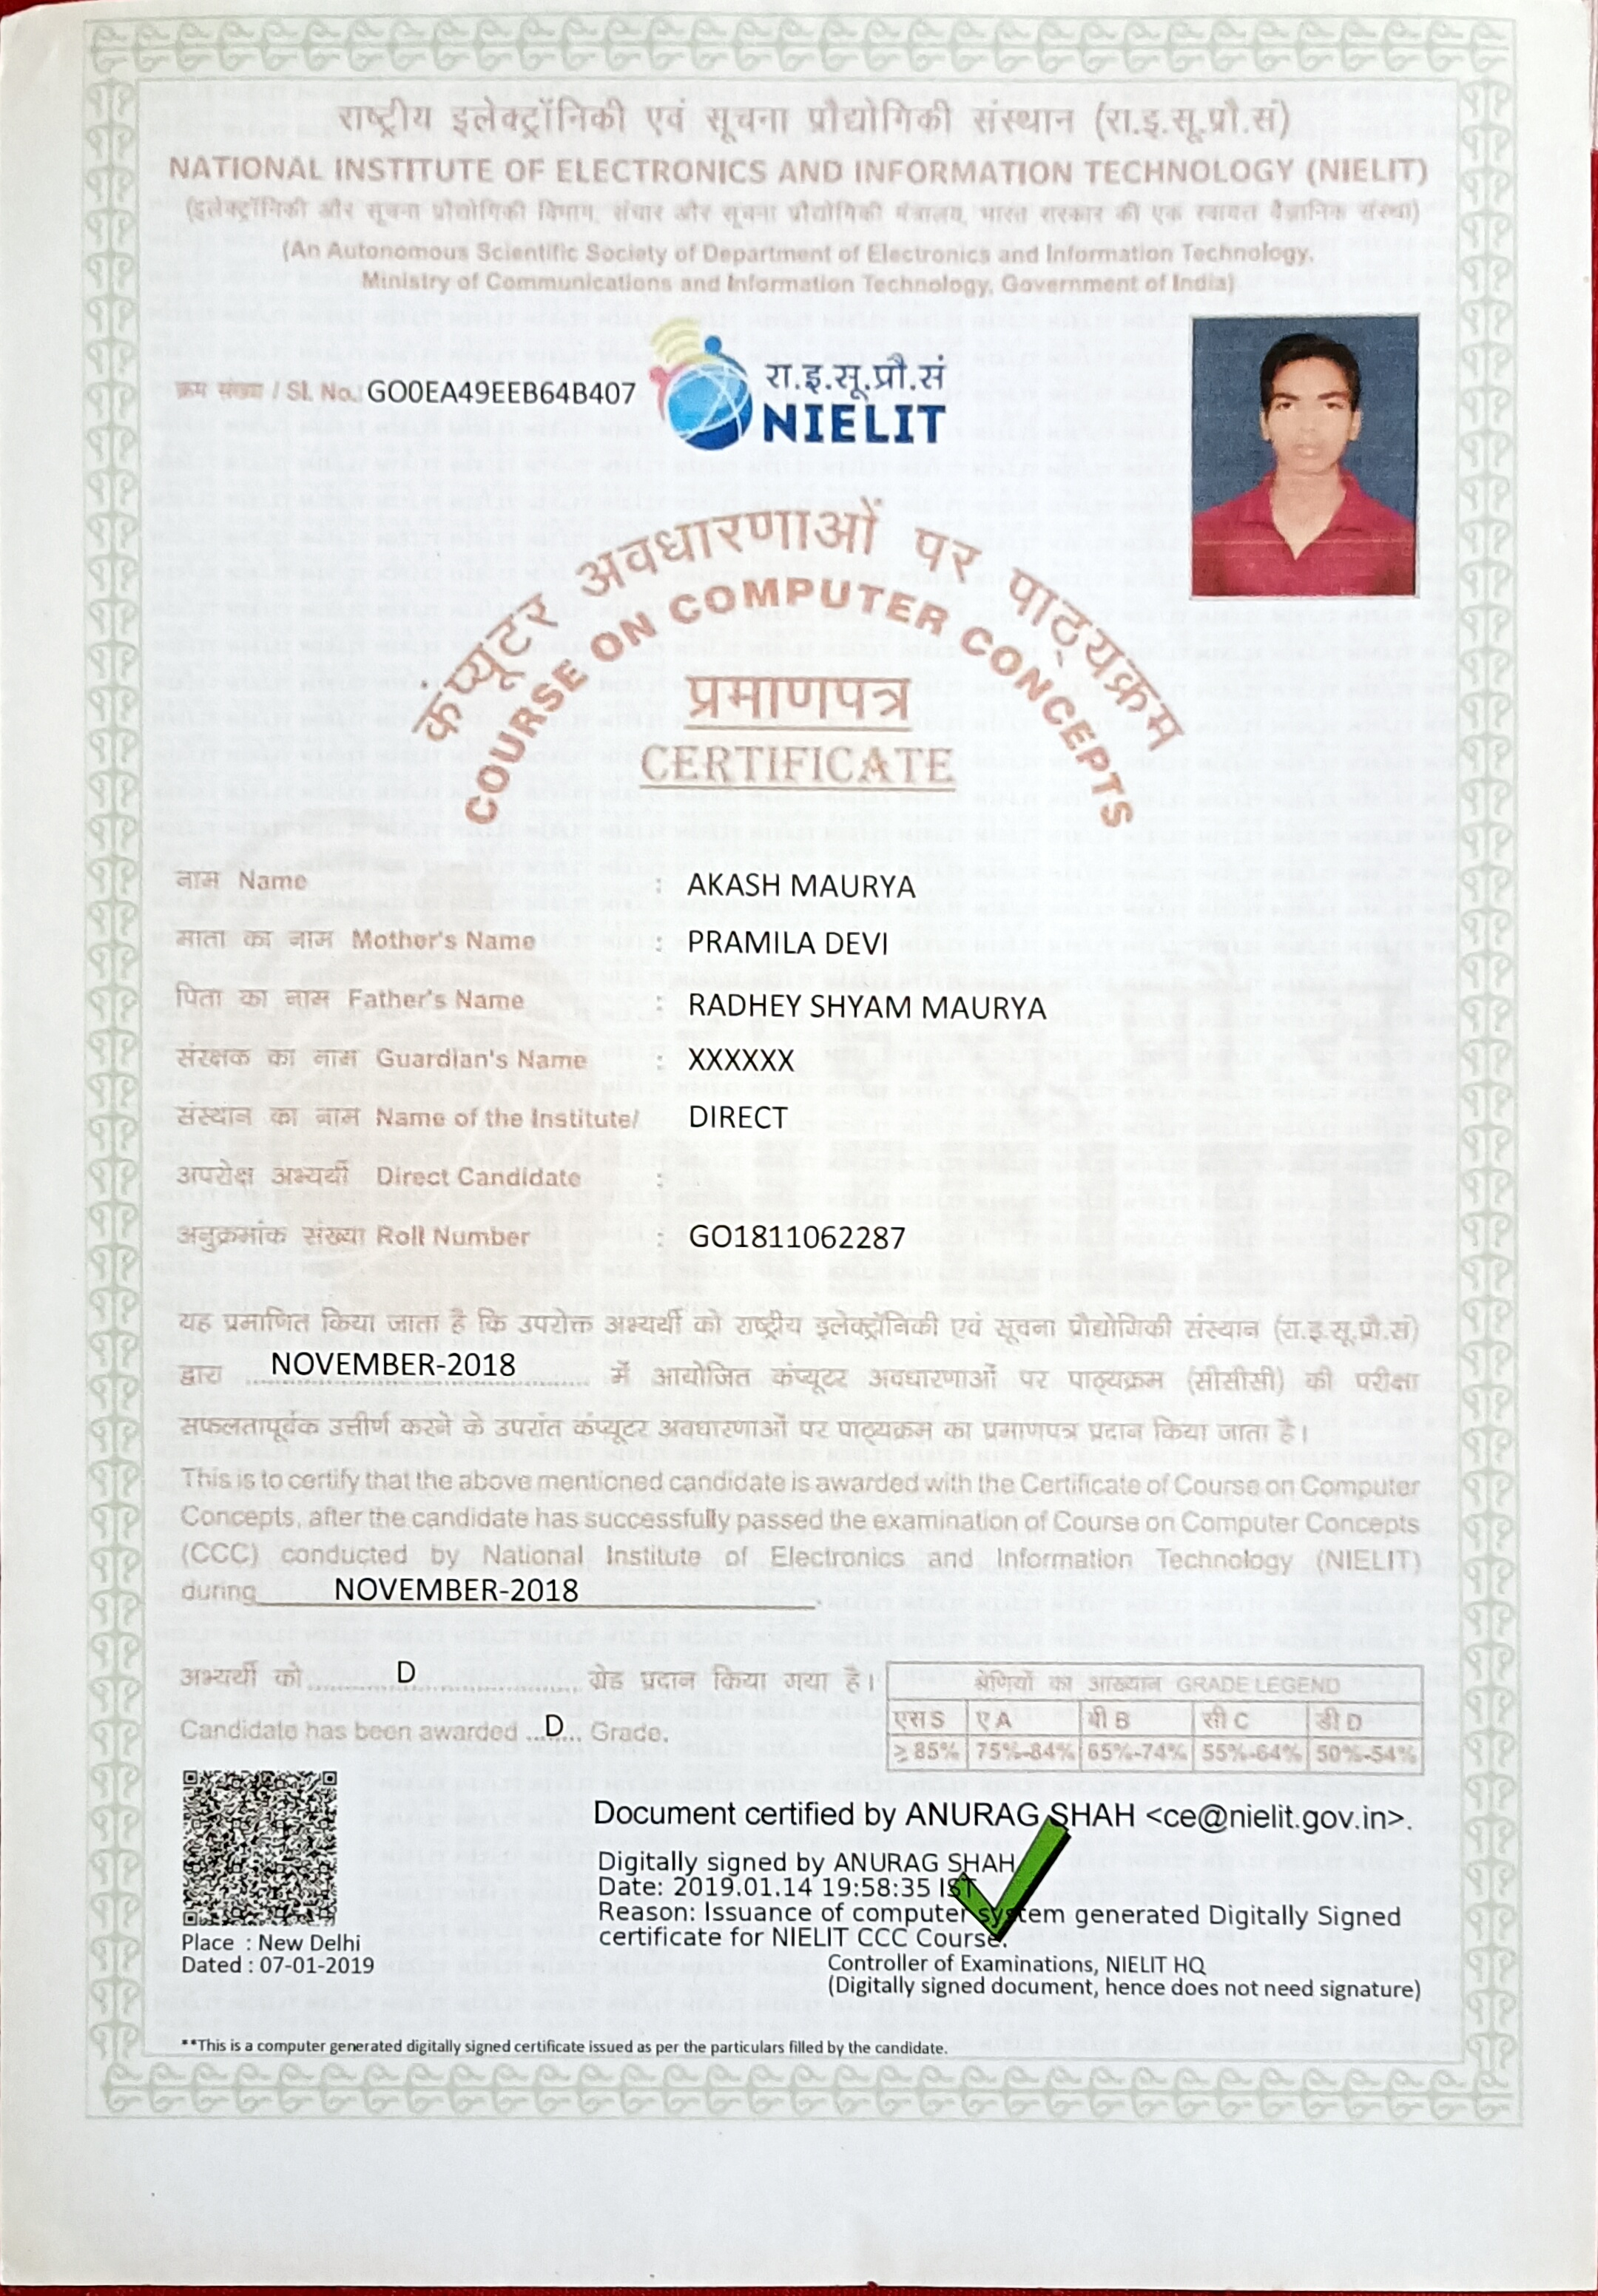 राष्ट्रीय इलेक्ट्रॉनिकी एवं सूचना प्रौद्योगिकी संस्थान (रा.इ.सू.प्रौ.सं)
NATIONAL INSTITUTE OF ELECTRONICS AND INFORMATION TECHNOLOGY (NIELIT)
(इलेक्ट्रॉनिकी और सूचना प्रौद्योगिकी विभाग, संचार और सूचना प्रौद्योगिकी मंत्रालय, भारत सरकार की एक स्वायत्त वैज्ञानिक संस्था)
(An Autonomous Scientific Society of Department of Electronics and Information Technology,
Ministry of Communications and Information Technology, Government of India)
क्रम संख्या / Sl. No. GO0EA49EEB64B407
रा.इ.सू.प्रौ.सं
NIELIT
कंप्यूटर अवधारणाओं पर पाठ्यक्रम
COURSE ON COMPUTER CONCEPTS
प्रमाणपत्र
CERTIFICATE
नाम Name : AKASH MAURYA
माता का नाम Mother's Name : PRAMILA DEVI
पिता का नाम Father's Name : RADHEY SHYAM MAURYA
संरक्षक का नाम Guardian's Name : XXXXXX
संस्थान का नाम Name of the Institute/ DIRECT
अपरोक्ष अभ्यर्थी Direct Candidate :
अनुक्रमांक संख्या Roll Number : GO1811062287
यह प्रमाणित किया जाता है कि उपरोक्त अभ्यर्थी को राष्ट्रीय इलेक्ट्रॉनिकी एवं सूचना प्रौद्योगिकी संस्थान (रा.इ.सू.प्रौ.सं)
द्वारा NOVEMBER-2018 में आयोजित कंप्यूटर अवधारणाओं पर पाठ्यक्रम (सीसीसी) की परीक्षा
सफलतापूर्वक उत्तीर्ण करने के उपरांत कंप्यूटर अवधारणाओं पर पाठ्यक्रम का प्रमाणपत्र प्रदान किया जाता है।
This is to certify that the above mentioned candidate is awarded with the Certificate of Course on Computer
Concepts, after the candidate has successfully passed the examination of Course on Computer Concepts
(CCC) conducted by National Institute of Electronics and Information Technology (NIELIT)
during NOVEMBER-2018.
अभ्यर्थी को D ग्रेड प्रदान किया गया है।
Candidate has been awarded ...D... Grade.
श्रेणियों का आख्यान GRADE LEGEND
एस S ए A बी B सी C डी D
≥ 85% 75%-84% 65%-74% 55%-64% 50%-54%
Document certified by ANURAG SHAH <ce@nielit.gov.in>.
Digitally signed by ANURAG SHAH
Date: 2019.01.14 19:58:35 IST
Reason: Issuance of computer system generated Digitally Signed
certificate for NIELIT CCC Course.
Controller of Examinations, NIELIT HQ
(Digitally signed document, hence does not need signature)
Place : New Delhi
Dated : 07-01-2019
**This is a computer generated digitally signed certificate issued as per the particulars filled by the candidate.